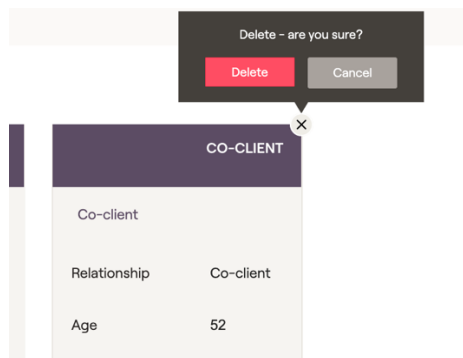 Delete - are you sure?
Delete Cancel
CO-CLIENT
Co-client
Relationship Co-client
Age 52